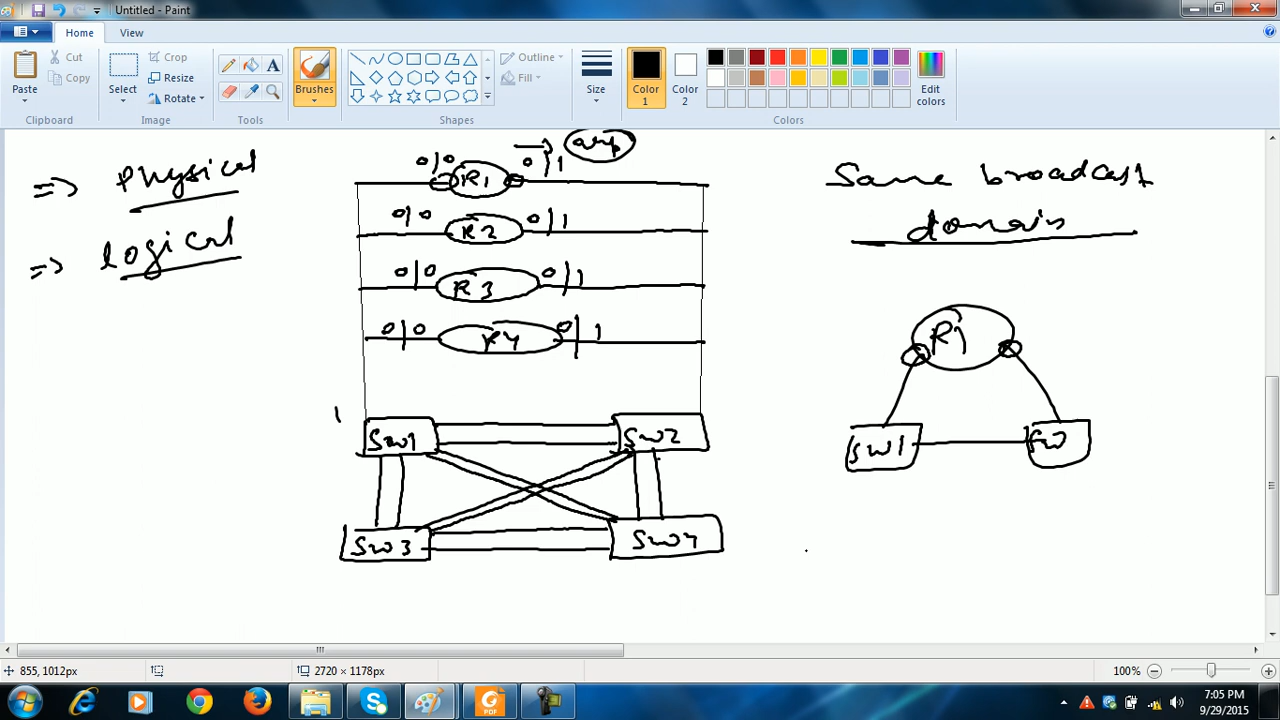 Untitled - Paint
Home
View
Paste
Cut
Copy
Clipboard
Select
Crop
Resize
Rotate
Image
Tools
Brushes
Shapes
Outline
Fill
Size
Color 1
Color 2
Edit colors
Colors
=> Physical
=> logical
arp
0/0 R1 0/1
0/0 R2 0/1
0/0 R3 0/1
0/0 R4 0/1
SW1
SW2
SW3
SW4
Same broadcast
domain
R1
SW1
SW
855, 1012px
2720 × 1178px
100%
PDF
7:05 PM
9/29/2015